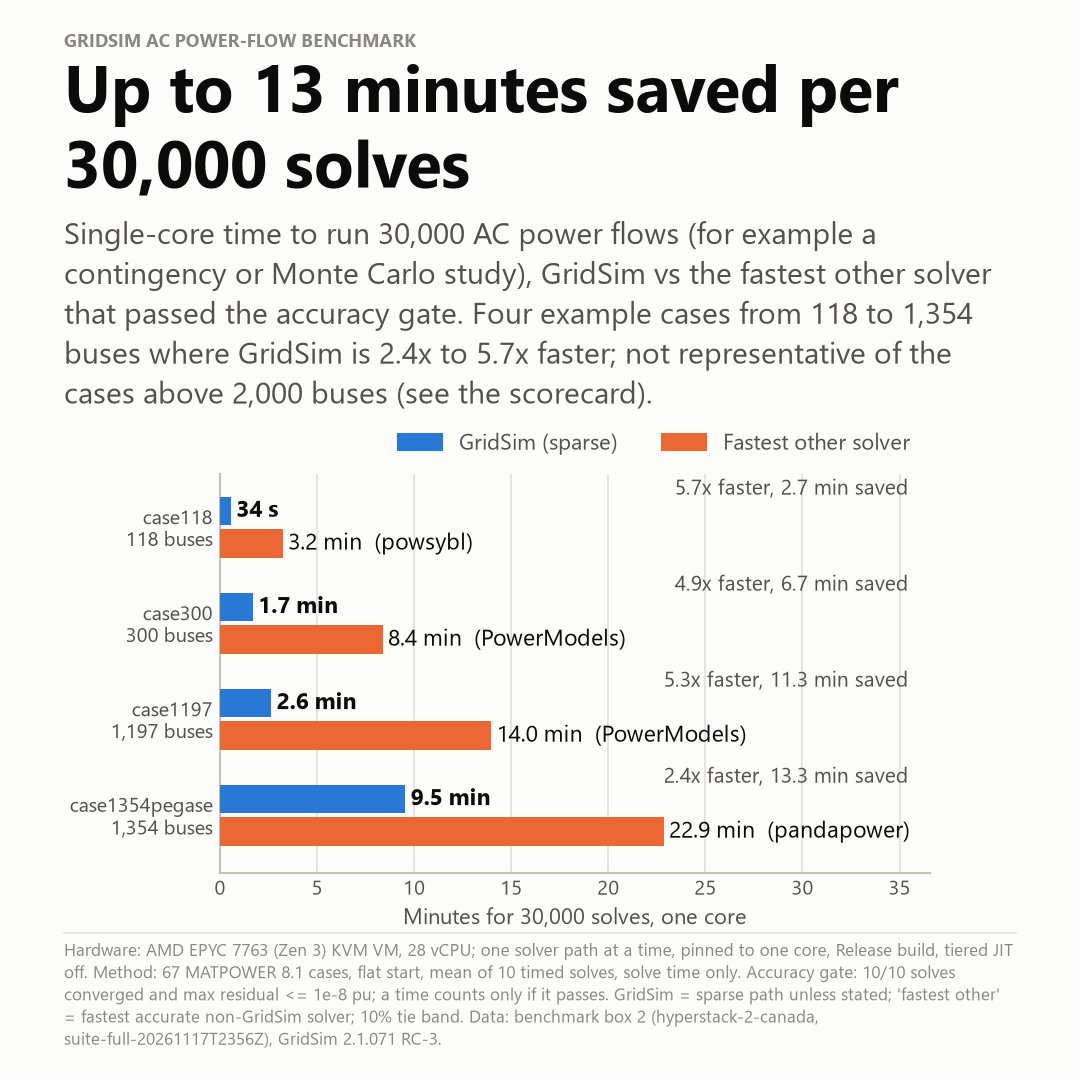 GRIDSIM AC POWER-FLOW BENCHMARK
Up to 13 minutes saved per
30,000 solves
Single-core time to run 30,000 AC power flows (for example a
contingency or Monte Carlo study), GridSim vs the fastest other solver
that passed the accuracy gate. Four example cases from 118 to 1,354
buses where GridSim is 2.4x to 5.7x faster; not representative of the
cases above 2,000 buses (see the scorecard).
GridSim (sparse) Fastest other solver
5.7x faster, 2.7 min saved
case118
118 buses
34 s
3.2 min (powsybl)
4.9x faster, 6.7 min saved
case300
300 buses
1.7 min
8.4 min (PowerModels)
5.3x faster, 11.3 min saved
case1197
1,197 buses
2.6 min
14.0 min (PowerModels)
2.4x faster, 13.3 min saved
case1354pegase
1,354 buses
9.5 min
22.9 min (pandapower)
0 5 10 15 20 25 30 35
Minutes for 30,000 solves, one core
Hardware: AMD EPYC 7763 (Zen 3) KVM VM, 28 vCPU; one solver path at a time, pinned to one core, Release build, tiered JIT
off. Method: 67 MATPOWER 8.1 cases, flat start, mean of 10 timed solves, solve time only. Accuracy gate: 10/10 solves
converged and max residual <= 1e-8 pu; a time counts only if it passes. GridSim = sparse path unless stated; 'fastest other'
= fastest accurate non-GridSim solver; 10% tie band. Data: benchmark box 2 (hyperstack-2-canada,
suite-full-20261117T2356Z), GridSim 2.1.071 RC-3.